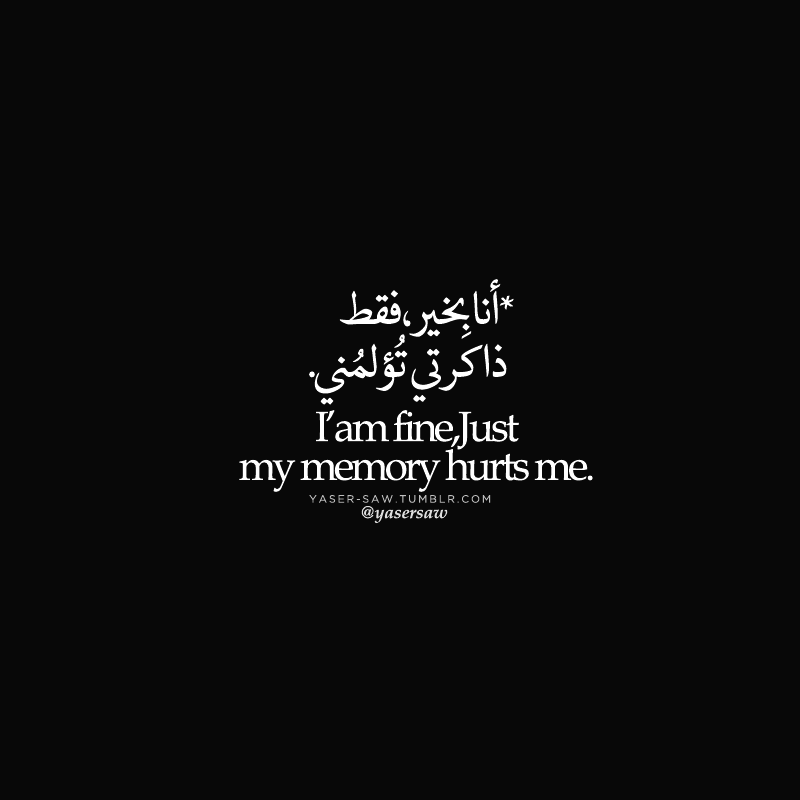 *أنا بِخير،فقط
ذاكرتي تُؤلمُني.
I'am fine,Just
my memory hurts me.
YASER-SAW.TUMBLR.COM
@yasersaw